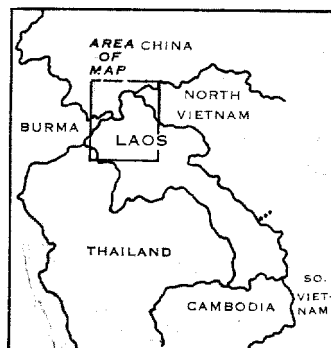 AREA
OF
MAP
CHINA
NORTH
VIETNAM
BURMA
LAOS
THAILAND
CAMBODIA
SO.
VIET-
NAM